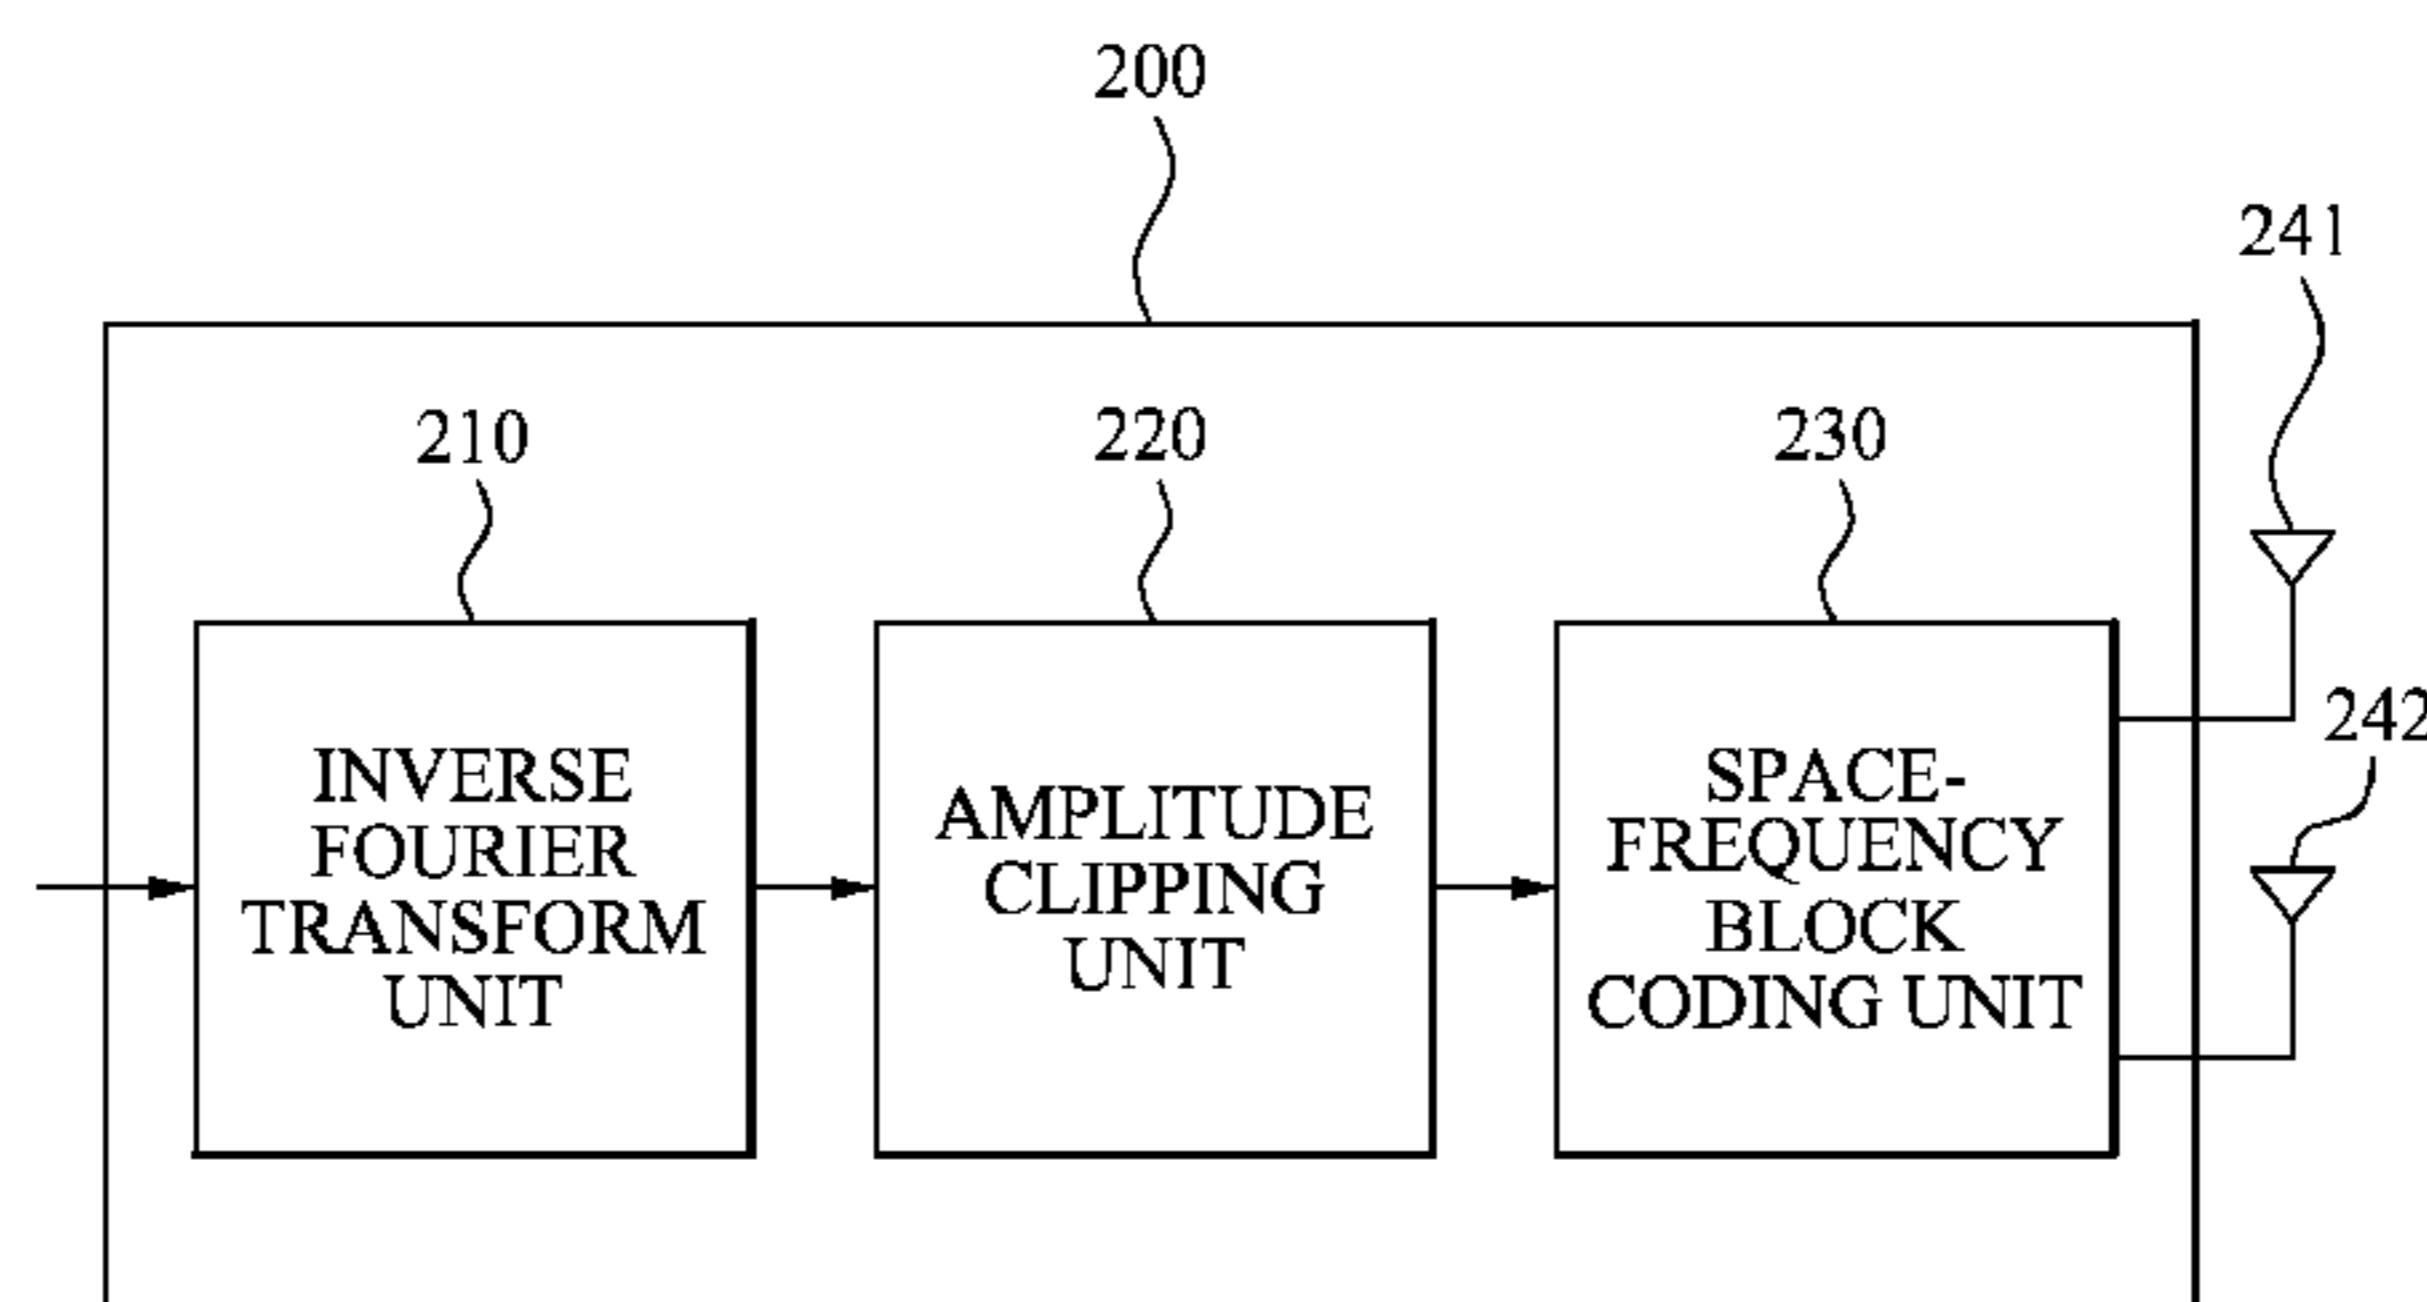 200
241
210
220
230
242
INVERSE
FOURIER
TRANSFORM
UNIT
AMPLITUDE
CLIPPING
UNIT
SPACE-
FREQUENCY
BLOCK
CODING UNIT